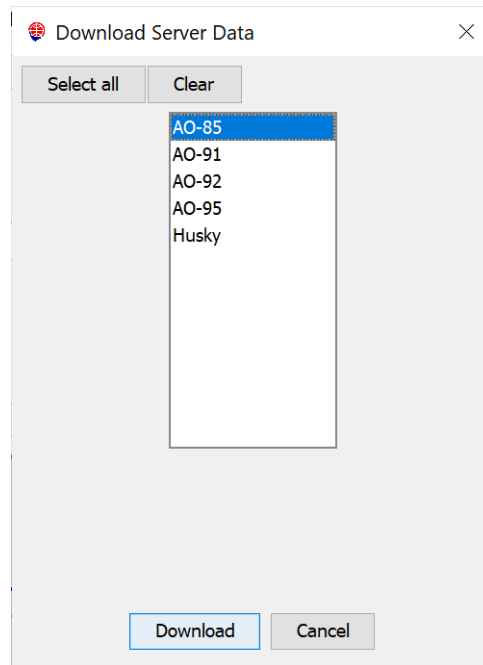 Download Server Data
Select all Clear
AO-85
AO-91
AO-92
AO-95
Husky
Download Cancel